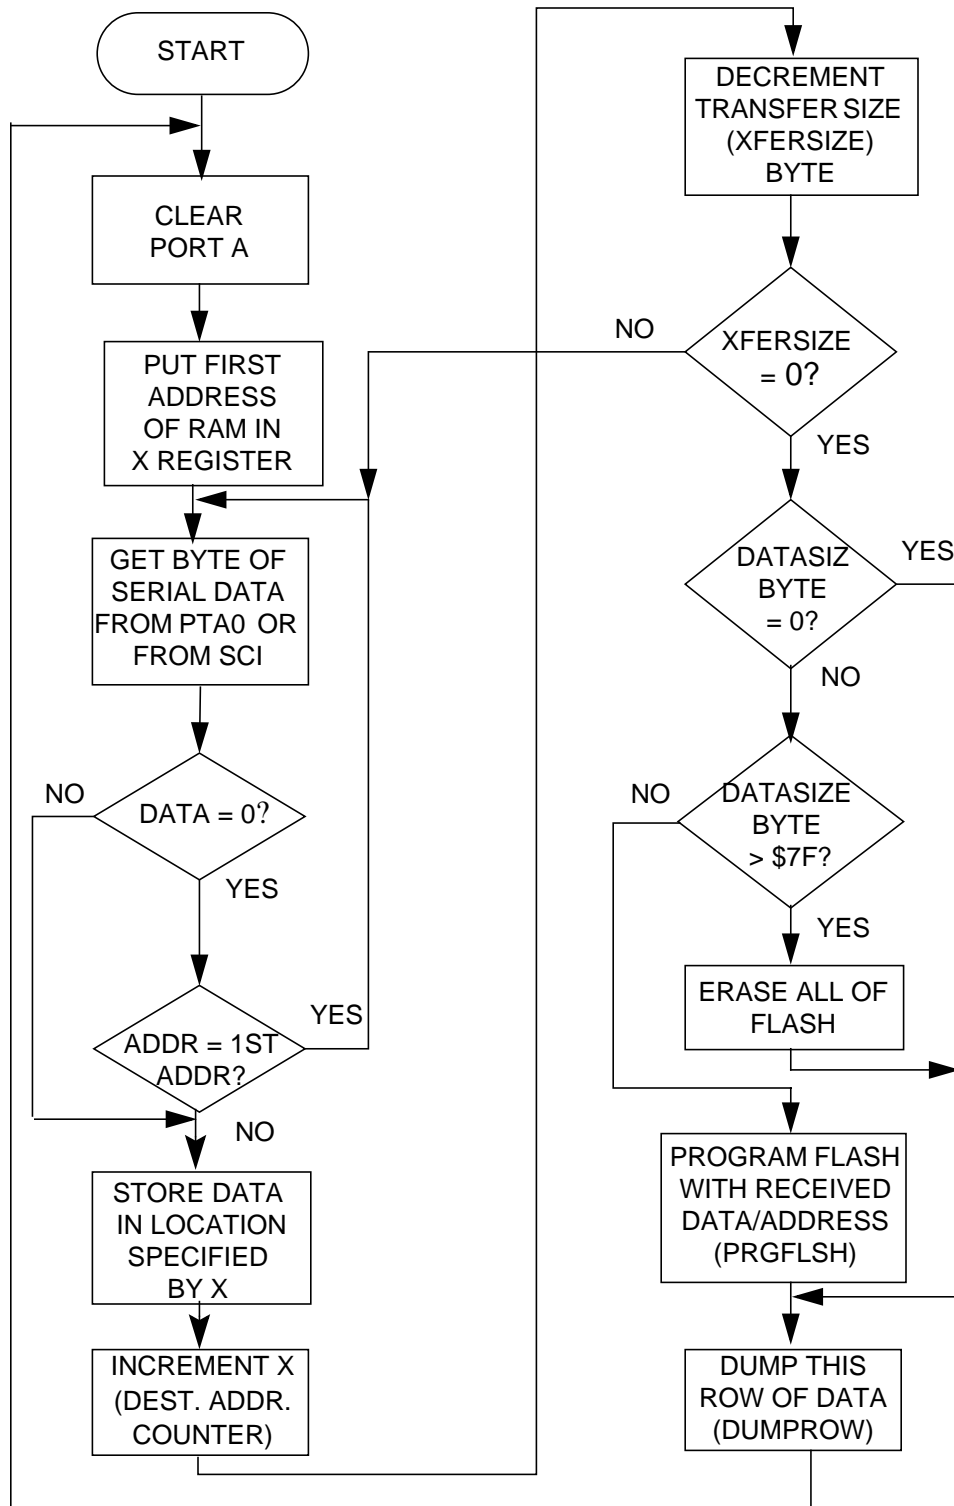 START
CLEAR
PORT A
PUT FIRST
ADDRESS
OF RAM IN
X REGISTER
GET BYTE OF
SERIAL DATA
FROM PTA0 OR
FROM SCI
NO
DATA = 0?
YES
YES
ADDR = 1ST
ADDR?
NO
STORE DATA
IN LOCATION
SPECIFIED
BY X
INCREMENT X
(DEST. ADDR.
COUNTER)
DECREMENT
TRANSFER SIZE
(XFERSIZE)
BYTE
NO
XFERSIZE
= 0?
YES
DATASIZ
BYTE
= 0?
YES
NO
NO
DATASIZE
BYTE
> $7F?
YES
ERASE ALL OF
FLASH
PROGRAM FLASH
WITH RECEIVED
DATA/ADDRESS
(PRGFLSH)
DUMP THIS
ROW OF DATA
(DUMPROW)